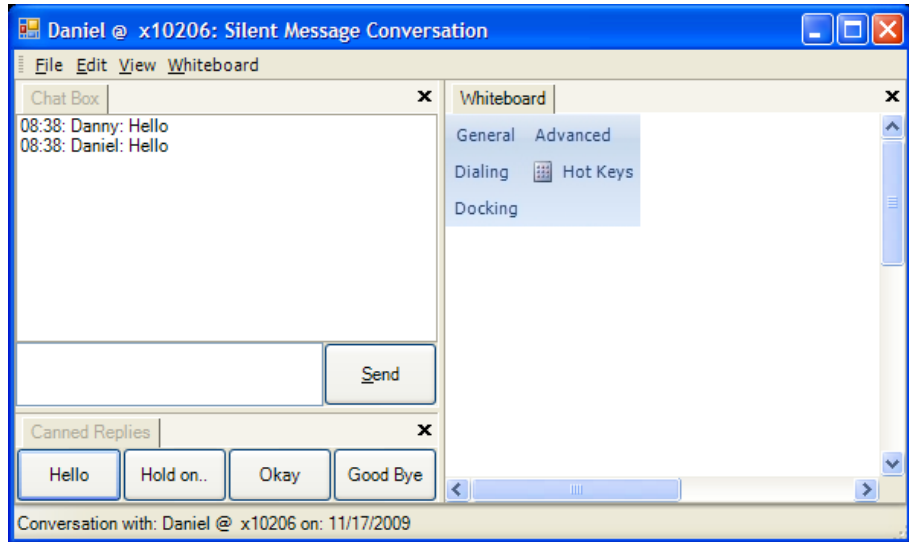 Daniel @  x10206: Silent Message Conversation
File Edit View Whiteboard
Chat Box
08:38: Danny: Hello
08:38: Daniel: Hello
Send
Canned Replies
Hello Hold on.. Okay Good Bye
Whiteboard
General Advanced
Dialing Hot Keys
Docking
Conversation with: Daniel @  x10206 on: 11/17/2009